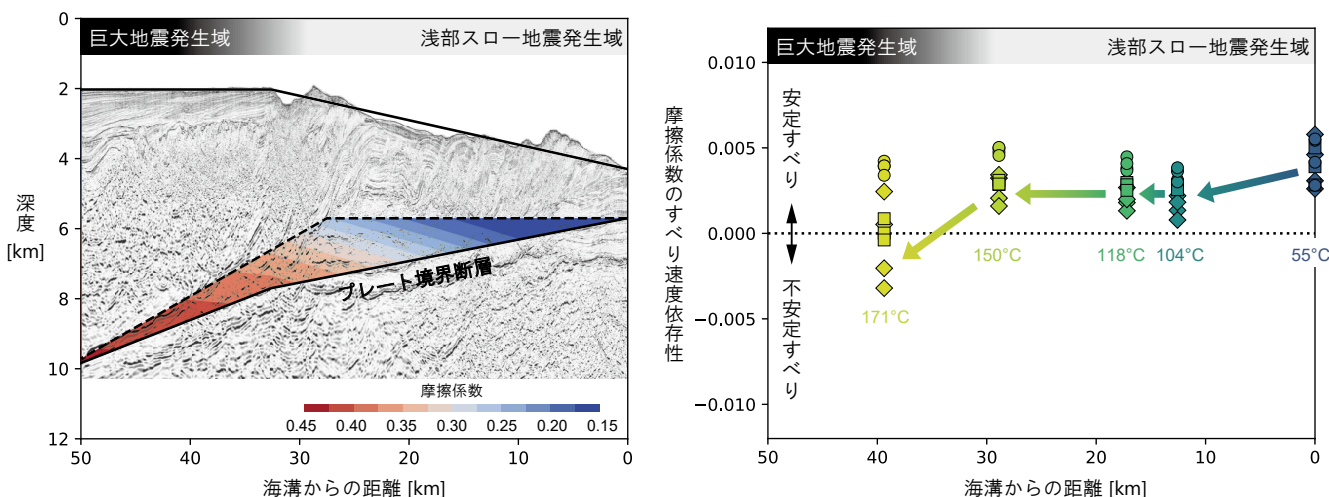 巨大地震発生域
浅部スロー地震発生域
0
2
4
6
8
10
12
深度
[km]
プレート境界断層
摩擦係数
0.45
0.40
0.35
0.30
0.25
0.20
0.15
50
40
30
20
10
0
海溝からの距離 [km]
巨大地震発生域
浅部スロー地震発生域
0.010
0.005
0.000
−0.005
−0.010
摩擦係数のすべり速度依存性
安定すべり
不安定すべり
171°C
150°C
118°C
104°C
55°C
50
40
30
20
10
0
海溝からの距離 [km]